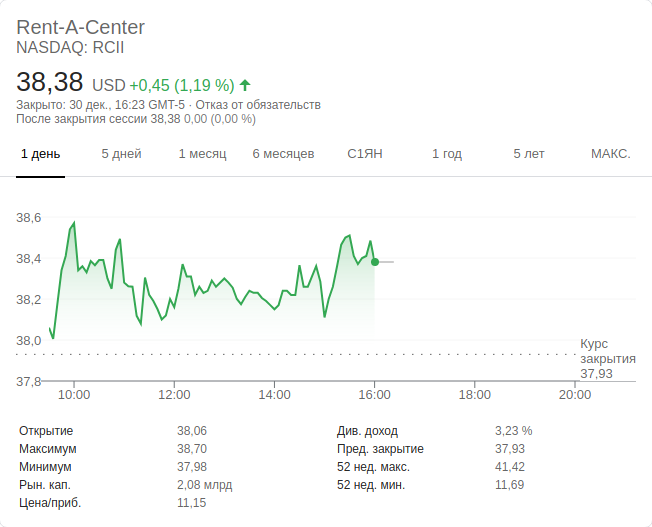 Rent-A-Center
NASDAQ: RCII
38,38 USD +0,45 (1,19 %)
Закрыто: 30 дек., 16:23 GMT-5 · Отказ от обязательств
После закрытия сессии 38,38 0,00 (0,00 %)
1 день 5 дней 1 месяц 6 месяцев С1ЯН 1 год 5 лет МАКС.
38,6
38,4
38,2
38,0
37,8
Курс
закрытия
37,93
10:00 12:00 14:00 16:00 18:00 20:00
Открытие 38,06 Див. доход 3,23 %
Максимум 38,70 Пред. закрытие 37,93
Минимум 37,98 52 нед. макс. 41,42
Рын. кап. 2,08 млрд 52 нед. мин. 11,69
Цена/приб. 11,15